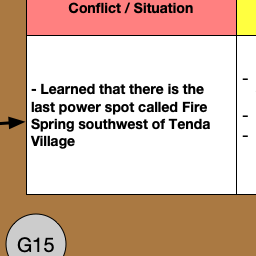 Conflict / Situation
- Learned that there is the
last power spot called Fire
Spring southwest of Tenda
Village
-
-
-
G15